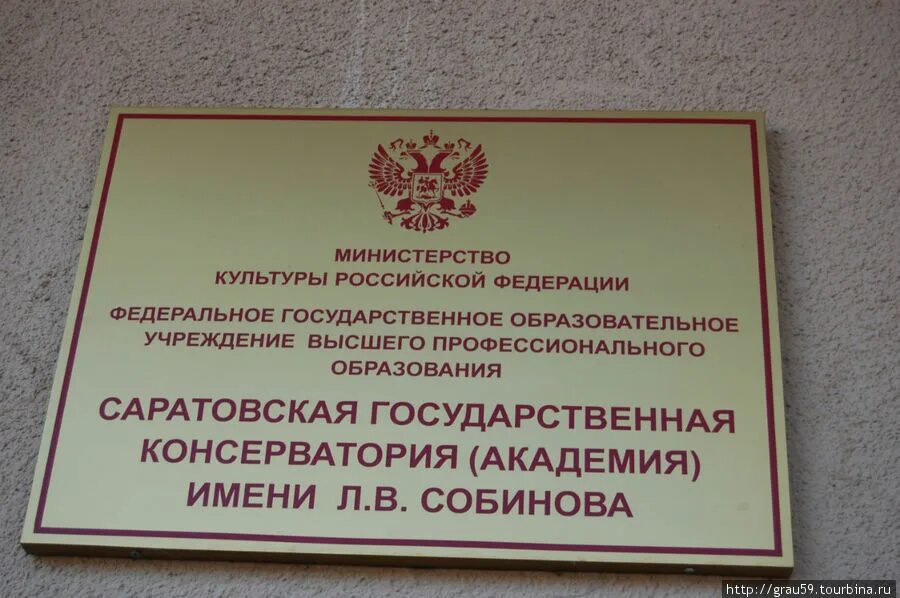 МИНИСТЕРСТВО
КУЛЬТУРЫ РОССИЙСКОЙ ФЕДЕРАЦИИ
ФЕДЕРАЛЬНОЕ ГОСУДАРСТВЕННОЕ ОБРАЗОВАТЕЛЬНОЕ
УЧРЕЖДЕНИЕ ВЫСШЕГО ПРОФЕССИОНАЛЬНОГО
ОБРАЗОВАНИЯ
САРАТОВСКАЯ ГОСУДАРСТВЕННАЯ
КОНСЕРВАТОРИЯ (АКАДЕМИЯ)
ИМЕНИ Л.В. СОБИНОВА
http://grau59.tourbina.ru